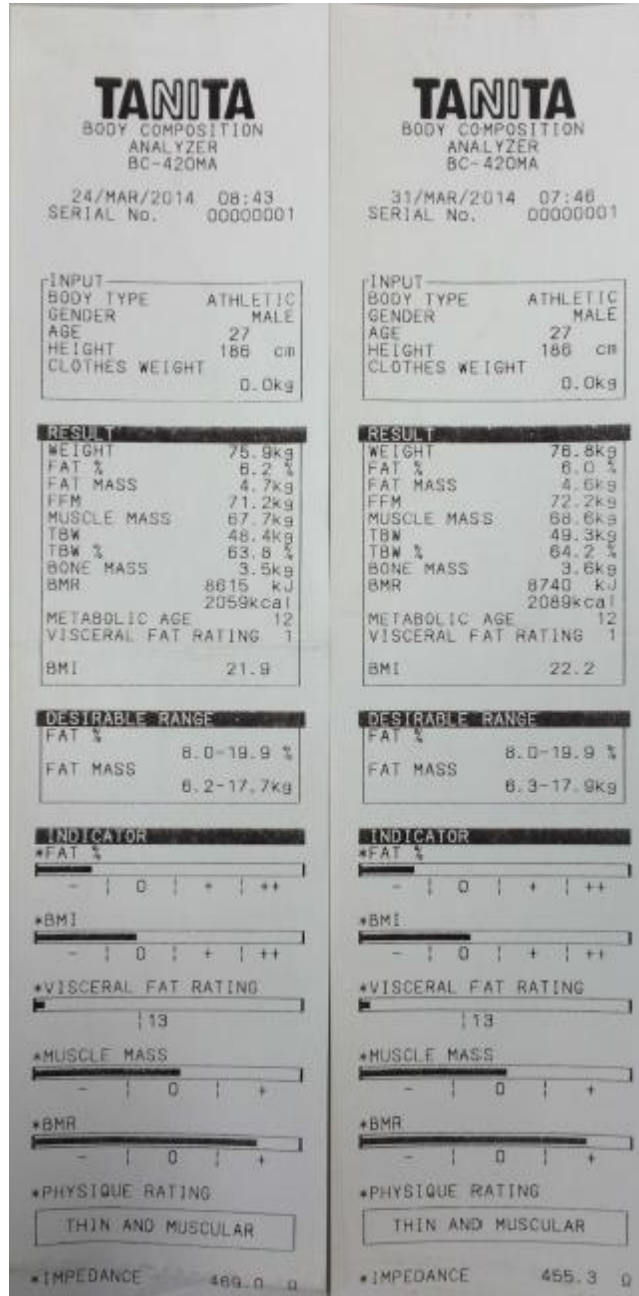 TANITA
BODY COMPOSITION
ANALYZER
BC-420MA
24/MAR/2014 08:43
SERIAL No. 00000001
INPUT
BODY TYPE ATHLETIC
GENDER MALE
AGE 27
HEIGHT 186 cm
CLOTHES WEIGHT
0.0kg
RESULT
WEIGHT 75.9kg
FAT % 6.2 %
FAT MASS 4.7kg
FFM 71.2kg
MUSCLE MASS 67.7kg
TBW 48.4kg
TBW % 63.8 %
BONE MASS 3.5kg
BMR 8615 kJ
2059kcal
METABOLIC AGE 12
VISCERAL FAT RATING 1
BMI 21.9
DESIRABLE RANGE
FAT %
8.0-19.9 %
FAT MASS
6.2-17.7kg
INDICATOR
*FAT %
- | 0 | + | ++
*BMI
- | 0 | + | ++
*VISCERAL FAT RATING
|13
*MUSCLE MASS
- | 0 | +
*BMR
- | 0 | +
*PHYSIQUE RATING
THIN AND MUSCULAR
*IMPEDANCE 469.0 Ω
TANITA
BODY COMPOSITION
ANALYZER
BC-420MA
31/MAR/2014 07:46
SERIAL No. 00000001
INPUT
BODY TYPE ATHLETIC
GENDER MALE
AGE 27
HEIGHT 186 cm
CLOTHES WEIGHT
0.0kg
RESULT
WEIGHT 76.8kg
FAT % 6.0 %
FAT MASS 4.6kg
FFM 72.2kg
MUSCLE MASS 68.6kg
TBW 49.3kg
TBW % 64.2 %
BONE MASS 3.6kg
BMR 8740 kJ
2089kcal
METABOLIC AGE 12
VISCERAL FAT RATING 1
BMI 22.2
DESIRABLE RANGE
FAT %
8.0-19.9 %
FAT MASS
6.3-17.9kg
INDICATOR
*FAT %
- | 0 | + | ++
*BMI
- | 0 | + | ++
*VISCERAL FAT RATING
|13
*MUSCLE MASS
- | 0 | +
*BMR
- | 0 | +
*PHYSIQUE RATING
THIN AND MUSCULAR
*IMPEDANCE 455.3 Ω